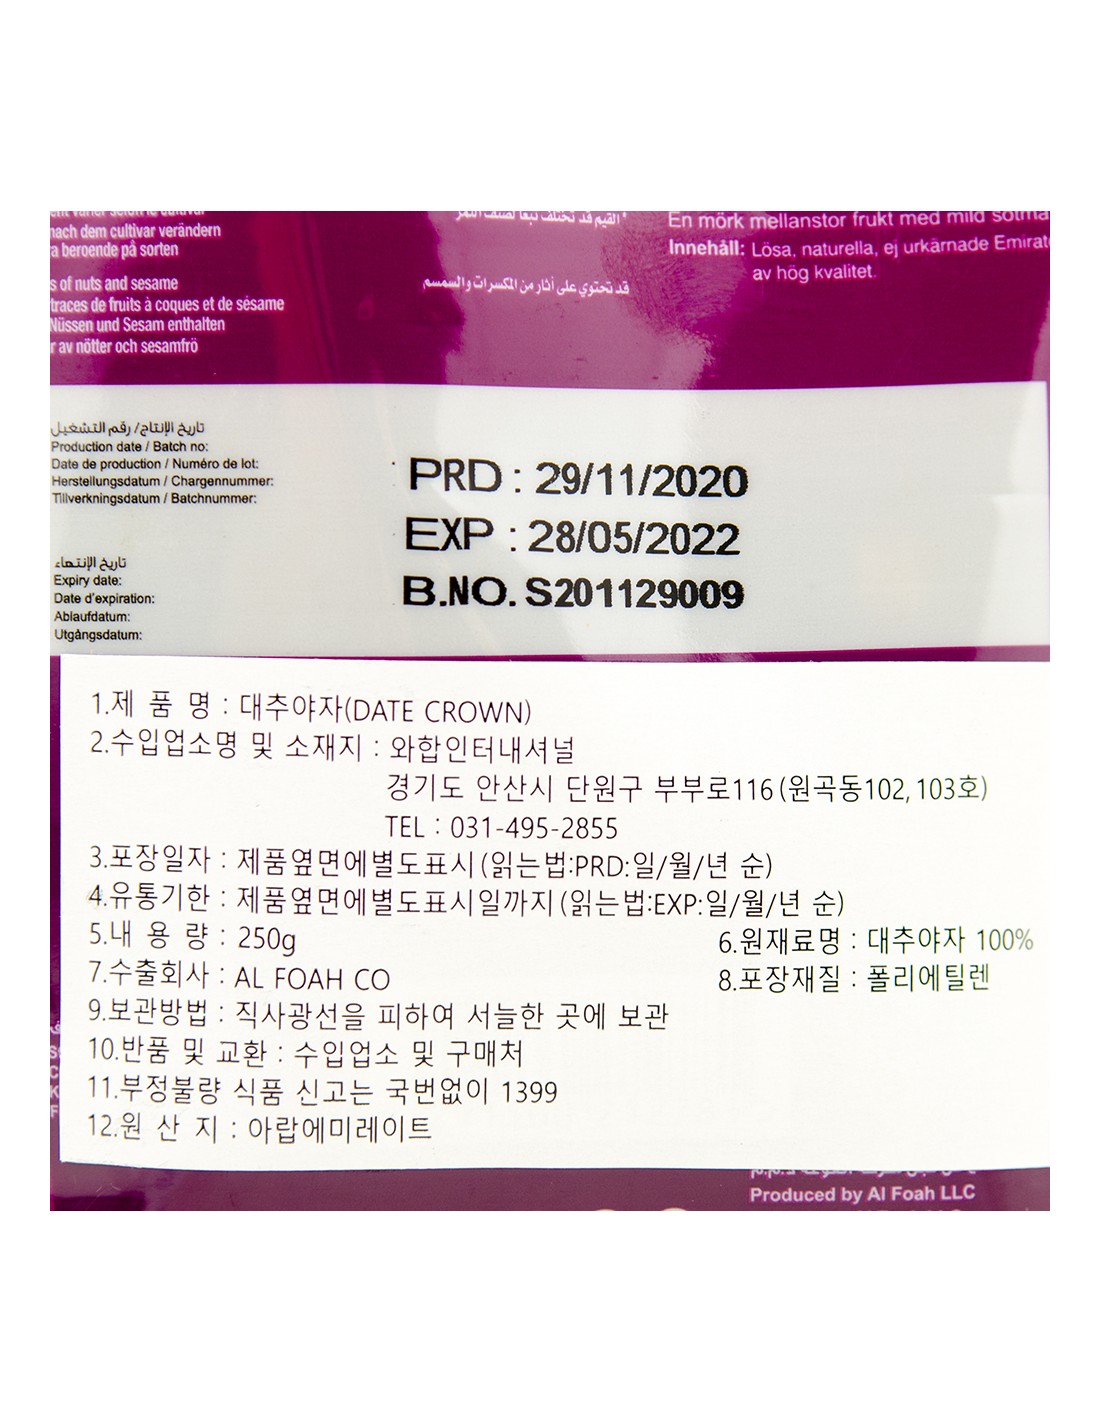 ach dem cultivar verändern
a beroende på sorten
s of nuts and sesame
traces de fruits à coques et de sésame
Nüssen und Sesam enthalten
r av nötter och sesamfrö
*القيم قد تختلف تبعا لصنف التمر
قد تحتوي على آثار من المكسرات والسمسم
En mörk mellanstor frukt med mild sötma
Innehåll: Lösa, naturella, ej urkärnade Emirat
av hög kvalitet.
تاريخ الإنتاج/ رقم التشغيل
Production date / Batch no:
Date de production / Numéro de lot:
Herstellungsdatum / Chargennummer:
Tillverkningsdatum / Batchnummer:
PRD : 29/11/2020
EXP : 28/05/2022
B.NO. S201129009
تاريخ الإنتهاء
Expiry date:
Date d'expiration:
Ablaufdatum:
Utgångsdatum:
1.제 품 명 : 대추야자(DATE CROWN)
2.수입업소명 및 소재지 : 와합인터내셔널
경기도 안산시 단원구 부부로116 (원곡동102, 103호)
TEL : 031-495-2855
3.포장일자 : 제품옆면에별도표시 (읽는법:PRD:일/월/년 순)
4.유통기한 : 제품옆면에별도표시일까지 (읽는법:EXP:일/월/년 순)
5.내 용 량 : 250g
6.원재료명 : 대추야자 100%
7.수출회사 : AL FOAH CO
8.포장재질 : 폴리에틸렌
9.보관방법 : 직사광선을 피하여 서늘한 곳에 보관
10.반품 및 교환 : 수입업소 및 구매처
11.부정불량 식품 신고는 국번없이 1399
12.원 산 지 : 아랍에미레이트
Produced by Al Foah LLC